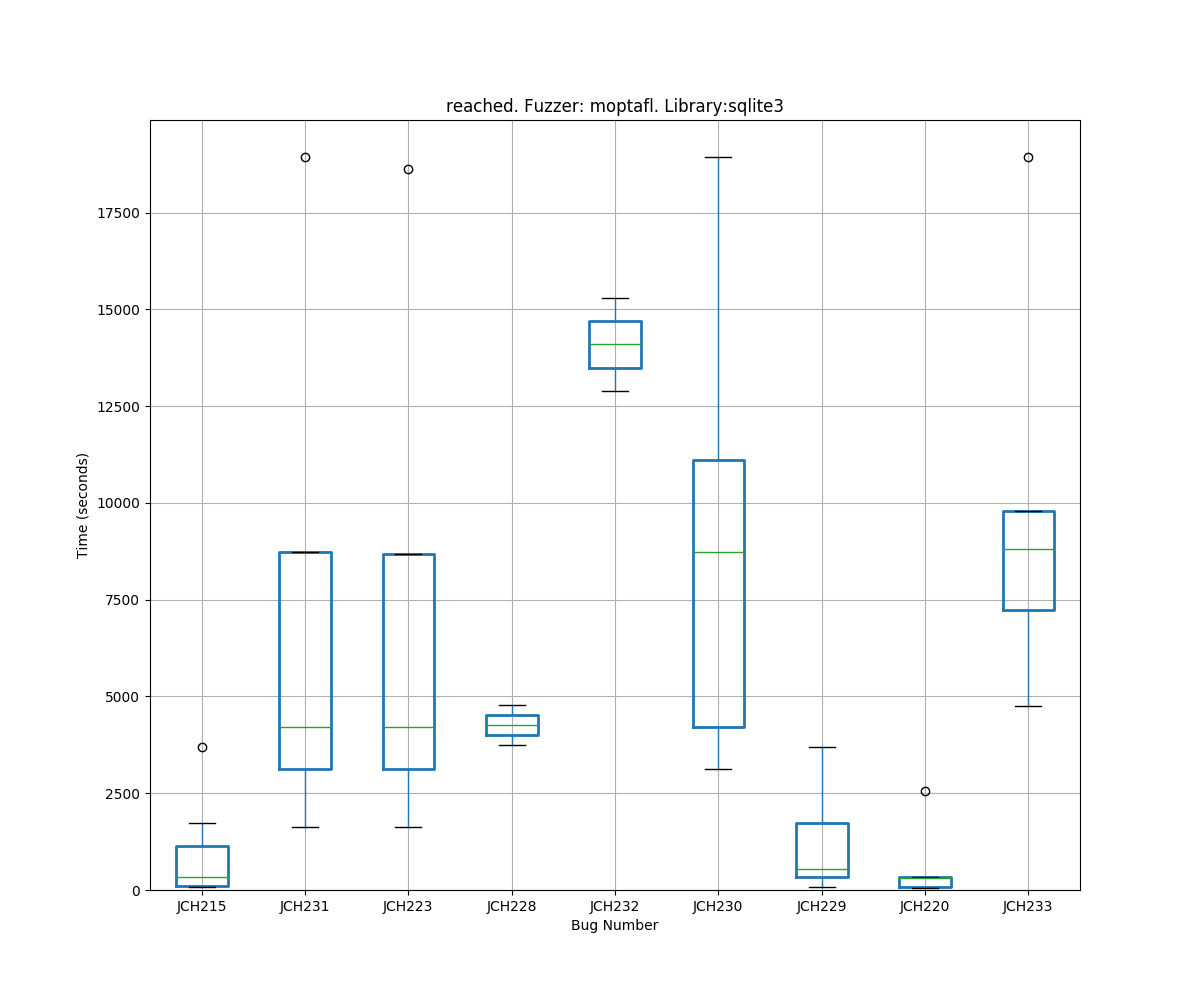 reached. Fuzzer: moptafl. Library:sqlite3
Time (seconds)
17500
15000
12500
10000
7500
5000
2500
0
JCH215 JCH231 JCH223 JCH228 JCH232 JCH230 JCH229 JCH220 JCH233
Bug Number